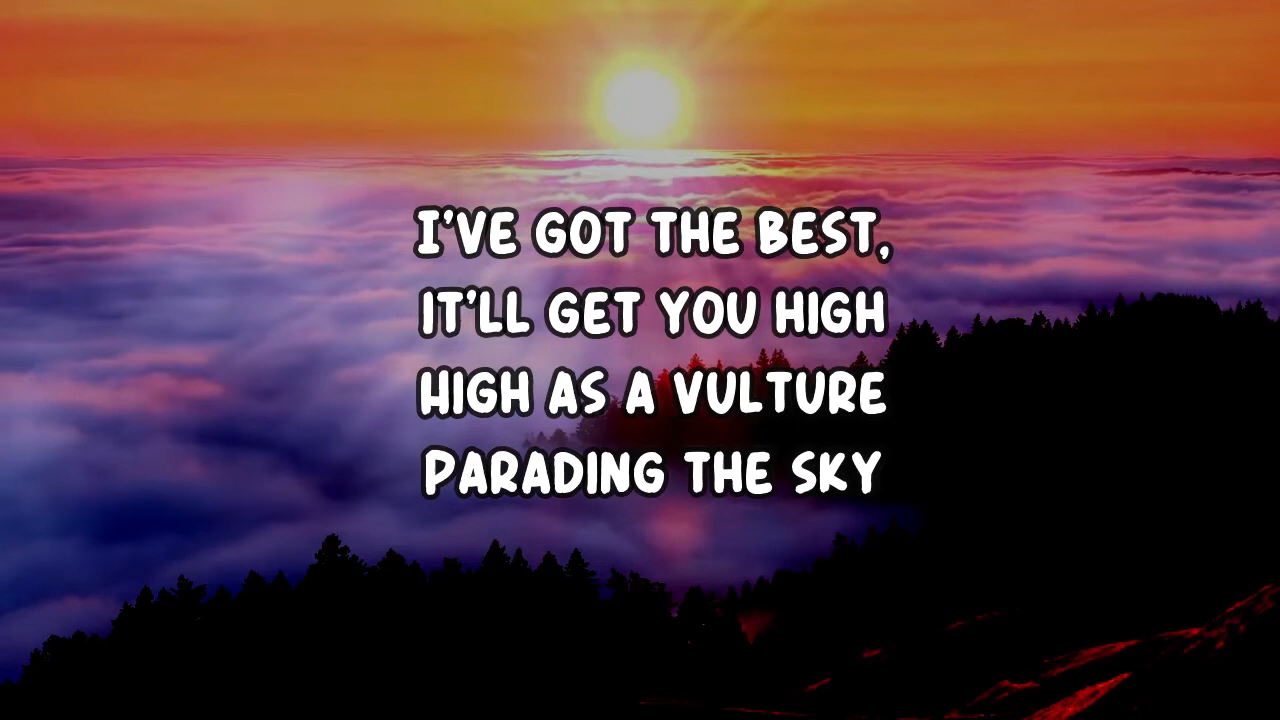 I'VE GOT THE BEST,
IT'LL GET YOU HIGH
HIGH AS A VULTURE
PARADING THE SKY